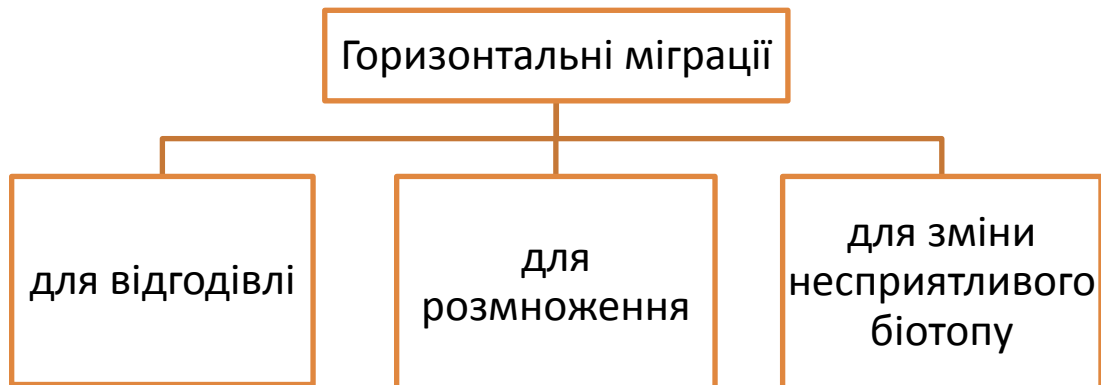 Горизонтальні міграції
для відгодівлі
для
розмноження
для зміни
несприятливого
біотопу